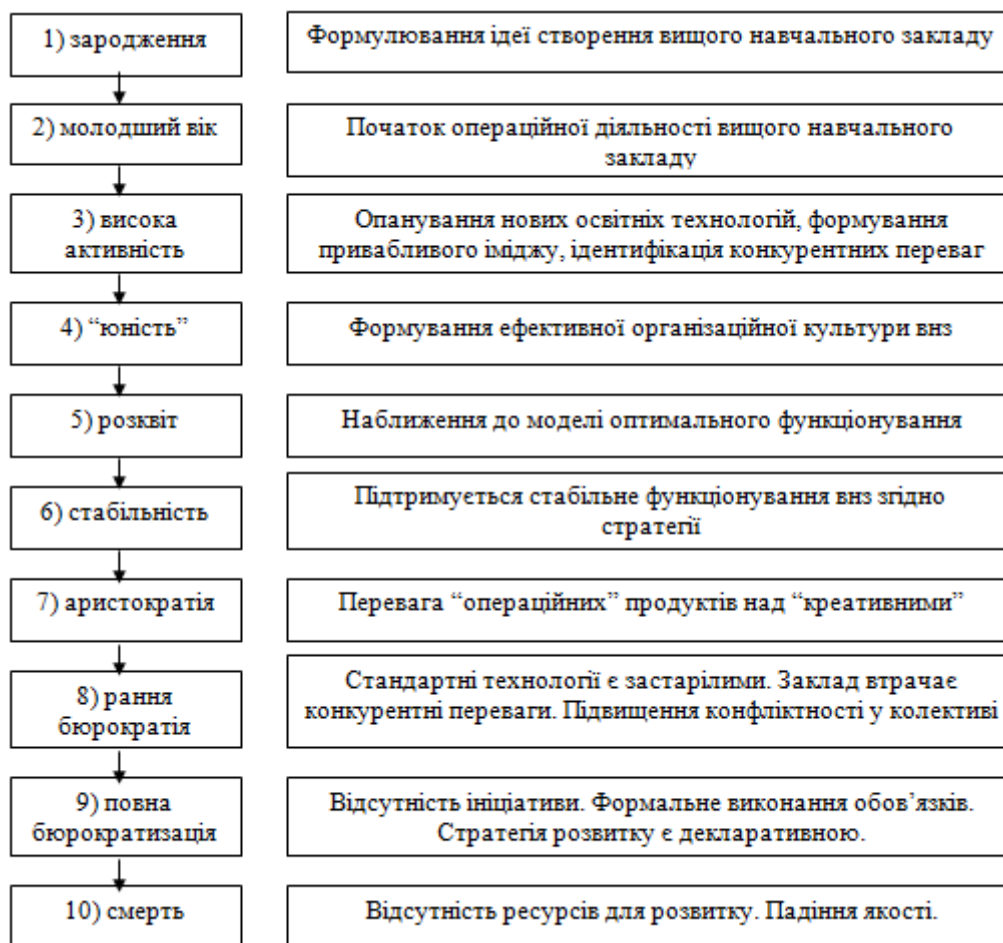 1) зародження
Формулювання ідеї створення вищого навчального закладу
2) молодший вік
Початок операційної діяльності вищого навчального
закладу
3) висока
активність
Опанування нових освітніх технологій, формування
привабливого іміджу, ідентифікація конкурентних переваг
4) “юність”
Формування ефективної організаційної культури внз
5) розквіт
Наближення до моделі оптимального функціонування
6) стабільність
Підтримується стабільне функціонування внз згідно
стратегії
7) аристократія
Перевага “операційних” продуктів над “креативними”
8) рання
бюрократія
Стандартні технології є застарілими. Заклад втрачає
конкурентні переваги. Підвищення конфліктності у колективі
9) повна
бюрократизація
Відсутність ініціативи. Формальне виконання обов’язків.
Стратегія розвитку є декларативною.
10) смерть
Відсутність ресурсів для розвитку. Падіння якості.